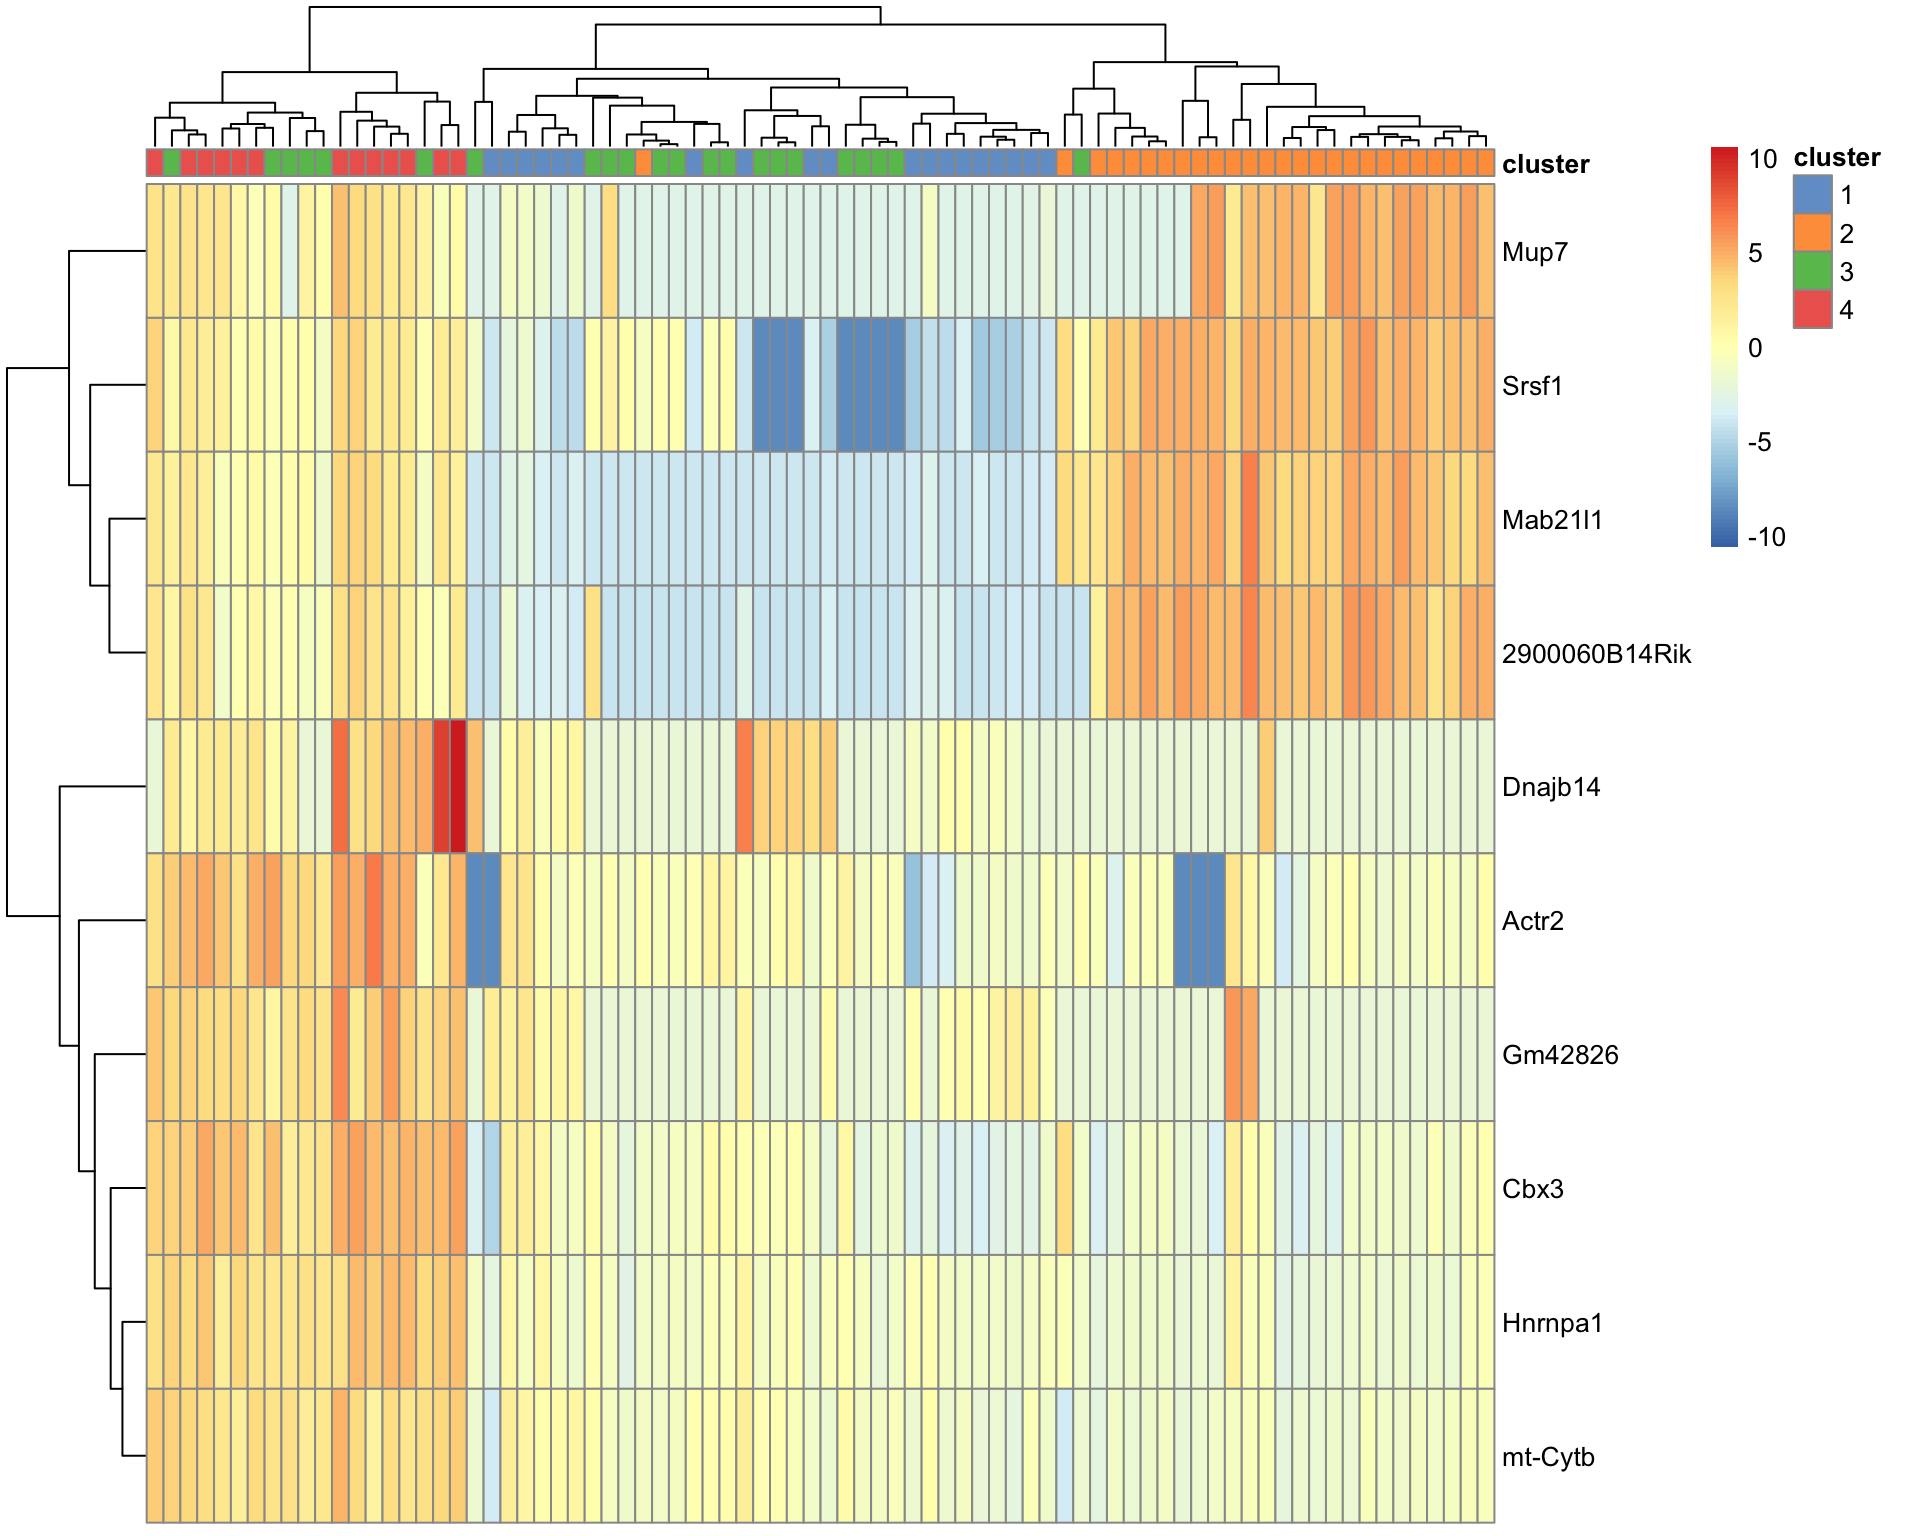 cluster
Mup7
Srsf1
Mab21l1
2900060B14Rik
Dnajb14
Actr2
Gm42826
Cbx3
Hnrnpa1
mt-Cytb
10
5
0
-5
-10
cluster
1
2
3
4